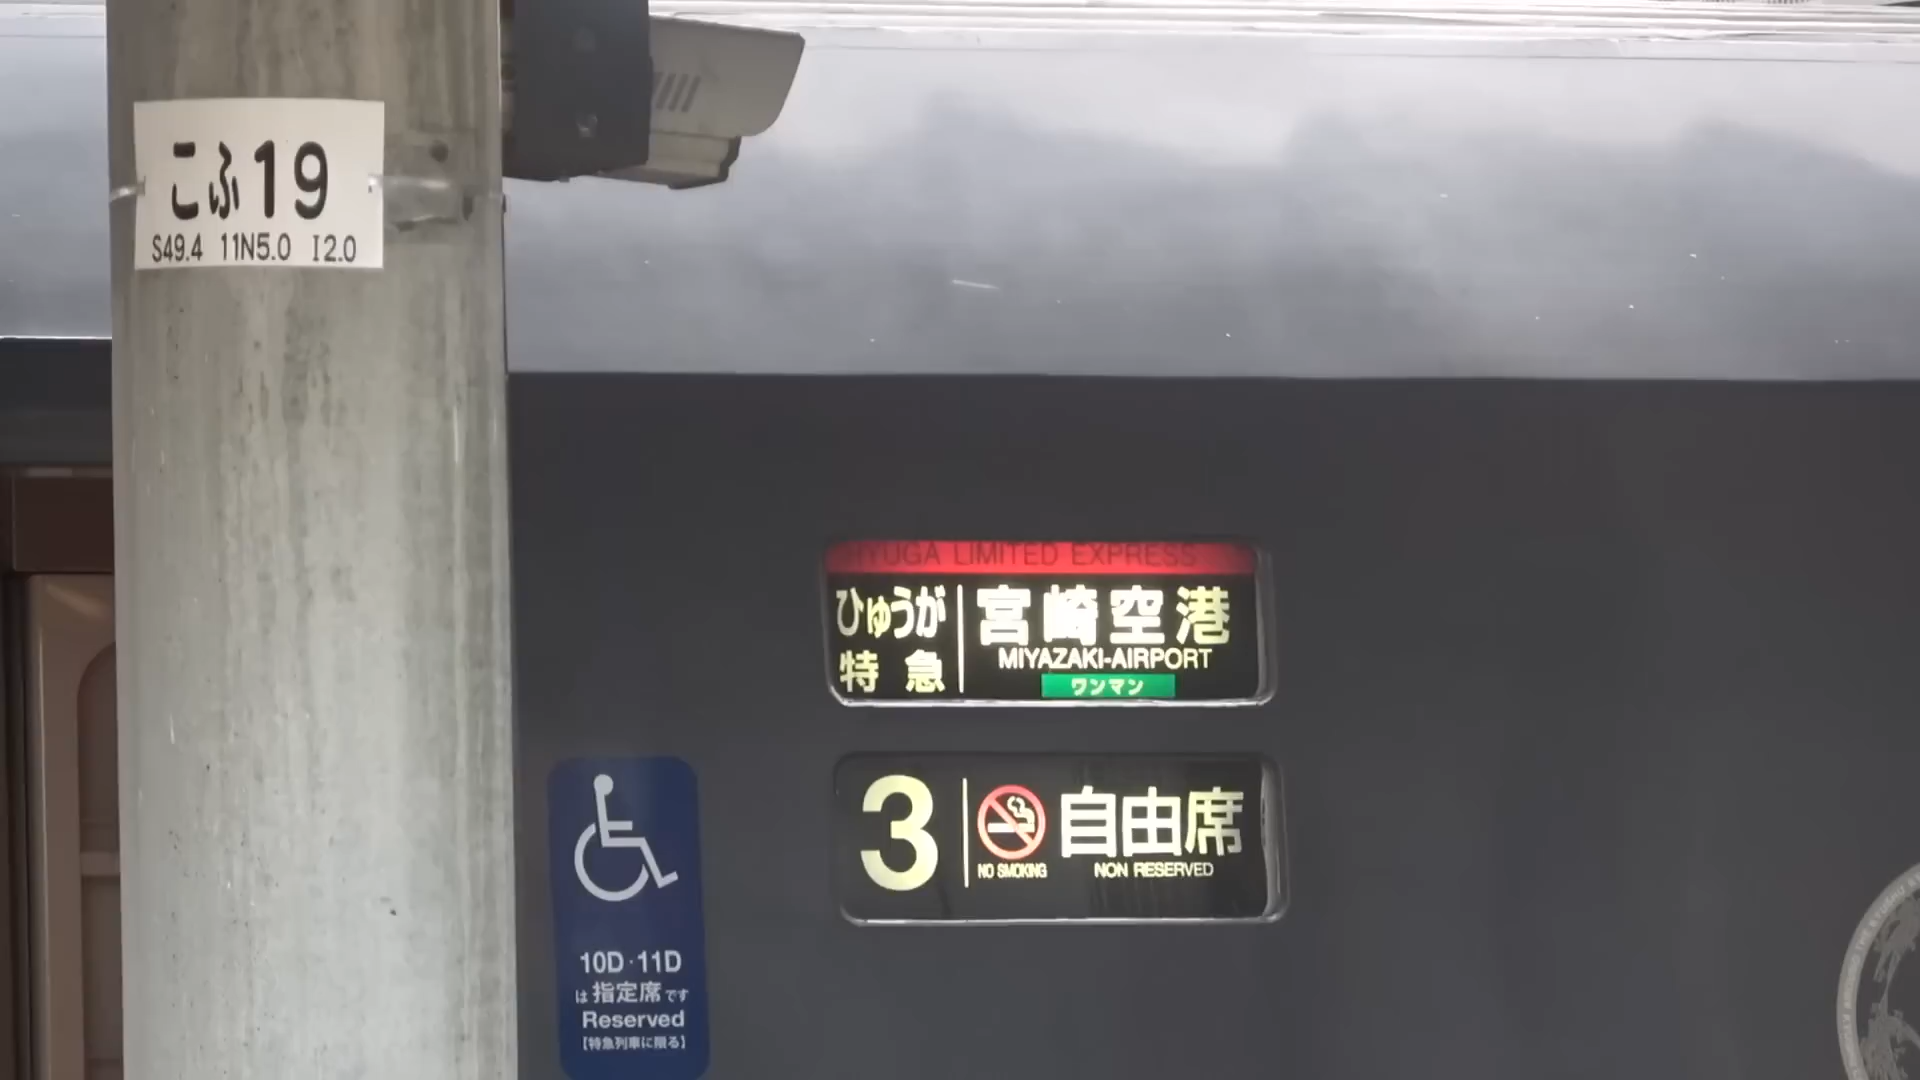 こふ19
S49.4 11N5.0 I2.0
HYUGA LIMITED EXPRESS
ひゅうが 宮崎空港
特急 MIYAZAKI-AIRPORT
ワンマン
3 自由席
NO SMOKING NON RESERVED
10D・11D
は指定席です
Reserved
【特急列車に限る】